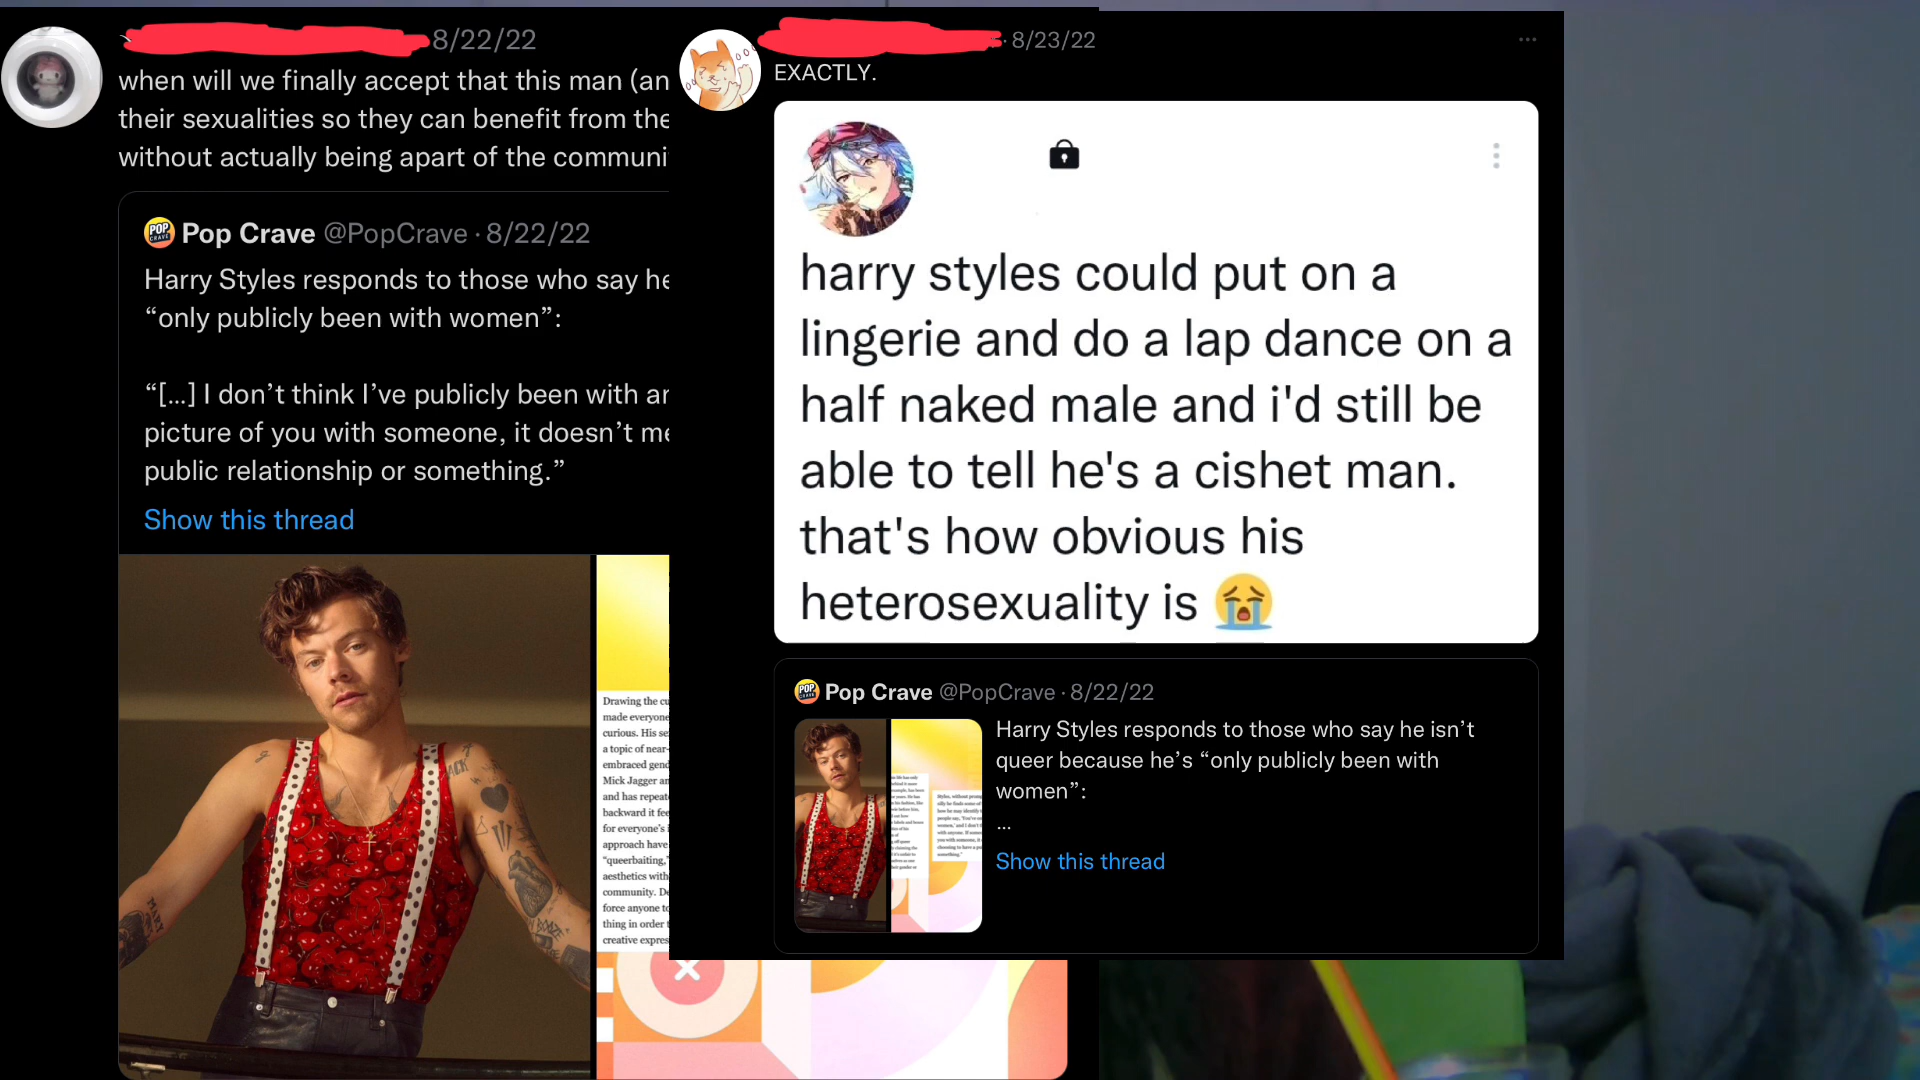 8/22/22
when will we finally accept that this man (an
their sexualities so they can benefit from the
without actually being apart of the communi
Pop Crave @PopCrave · 8/22/22
Harry Styles responds to those who say he
“only publicly been with women”:
“[...] I don’t think I’ve publicly been with an
picture of you with someone, it doesn’t me
public relationship or something.”
Show this thread
Drawing the cu
made everyone
curious. His se
a topic of near-
embraced gend
Mick Jagger an
and has repeat
backward it fee
for everyone’s
approach have
“queerbaiting,”
aesthetics with
community. De
force anyone to
thing in order t
creative expres
· 8/23/22
EXACTLY.
harry styles could put on a
lingerie and do a lap dance on a
half naked male and i'd still be
able to tell he's a cishet man.
that's how obvious his
heterosexuality is 😭
Pop Crave @PopCrave · 8/22/22
Harry Styles responds to those who say he isn’t
queer because he’s “only publicly been with
women”:
...
Show this thread